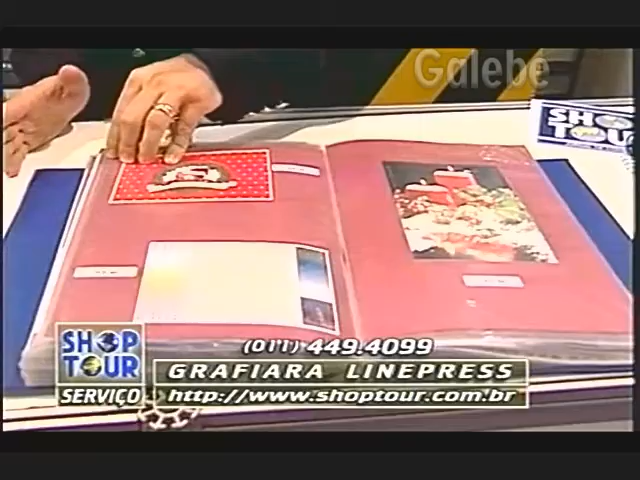 Galebe
SHOP
TOUR
(011) 449.4099
SHOP
TOUR
SERVIÇO
GRAFIARA LINEPRESS
http://www.shoptour.com.br